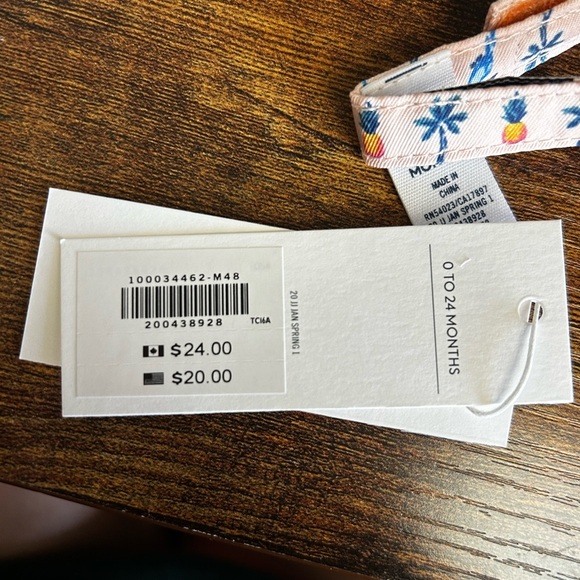 MADE IN
CHINA
RN54023/CA17897
20 JJ JAN SPRING 1
100034462-M48
200438928
TCI6A
$24.00
$20.00
20 JJ JAN SPRING 1
0 TO 24 MONTHS